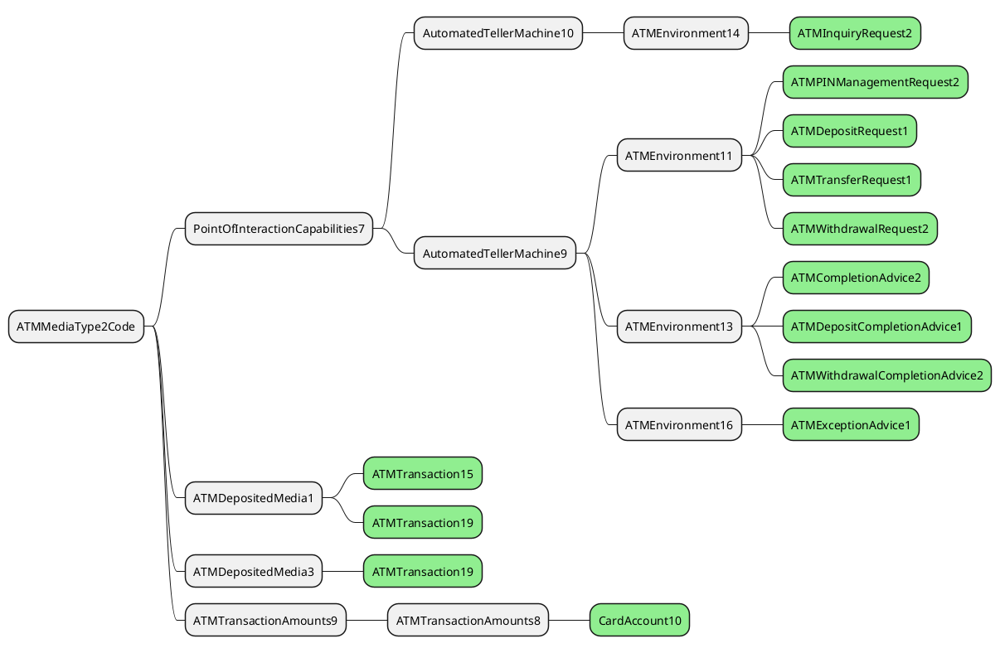 ATMMediaType2Code
PointOfInteractionCapabilities7
AutomatedTellerMachine10
ATMEnvironment14
ATMInquiryRequest2
AutomatedTellerMachine9
ATMEnvironment11
ATMPINManagementRequest2
ATMDepositRequest1
ATMTransferRequest1
ATMWithdrawalRequest2
ATMEnvironment13
ATMCompletionAdvice2
ATMDepositCompletionAdvice1
ATMWithdrawalCompletionAdvice2
ATMEnvironment16
ATMExceptionAdvice1
ATMDepositedMedia1
ATMTransaction15
ATMTransaction19
ATMDepositedMedia3
ATMTransaction19
ATMTransactionAmounts9
ATMTransactionAmounts8
CardAccount10